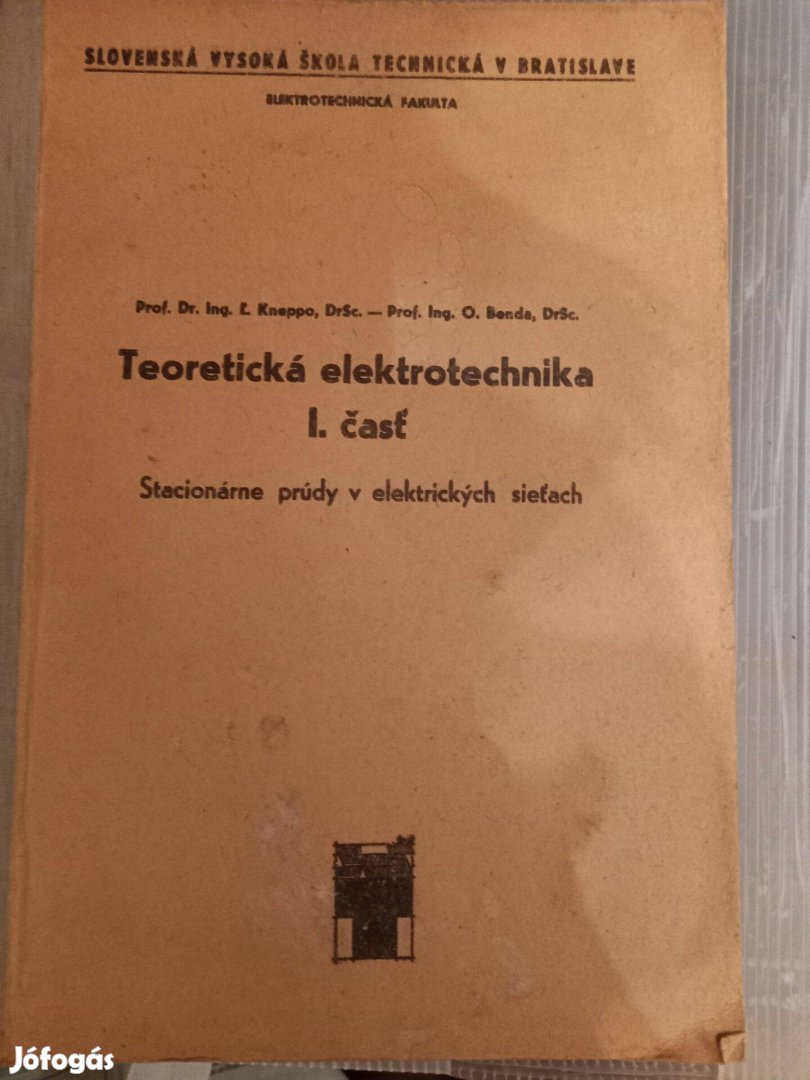 SLOVENSKÁ VYSOKÁ ŠKOLA TECHNICKÁ V BRATISLAVE
ELEKTROTECHNICKÁ FAKULTA
Prof. Dr. Ing. Ľ. Kneppo, DrSc. — Prof. Ing. O. Benda, DrSc.
Teoretická elektrotechnika
I. časť
Stacionárne prúdy v elektrických sieťach
Jófogás